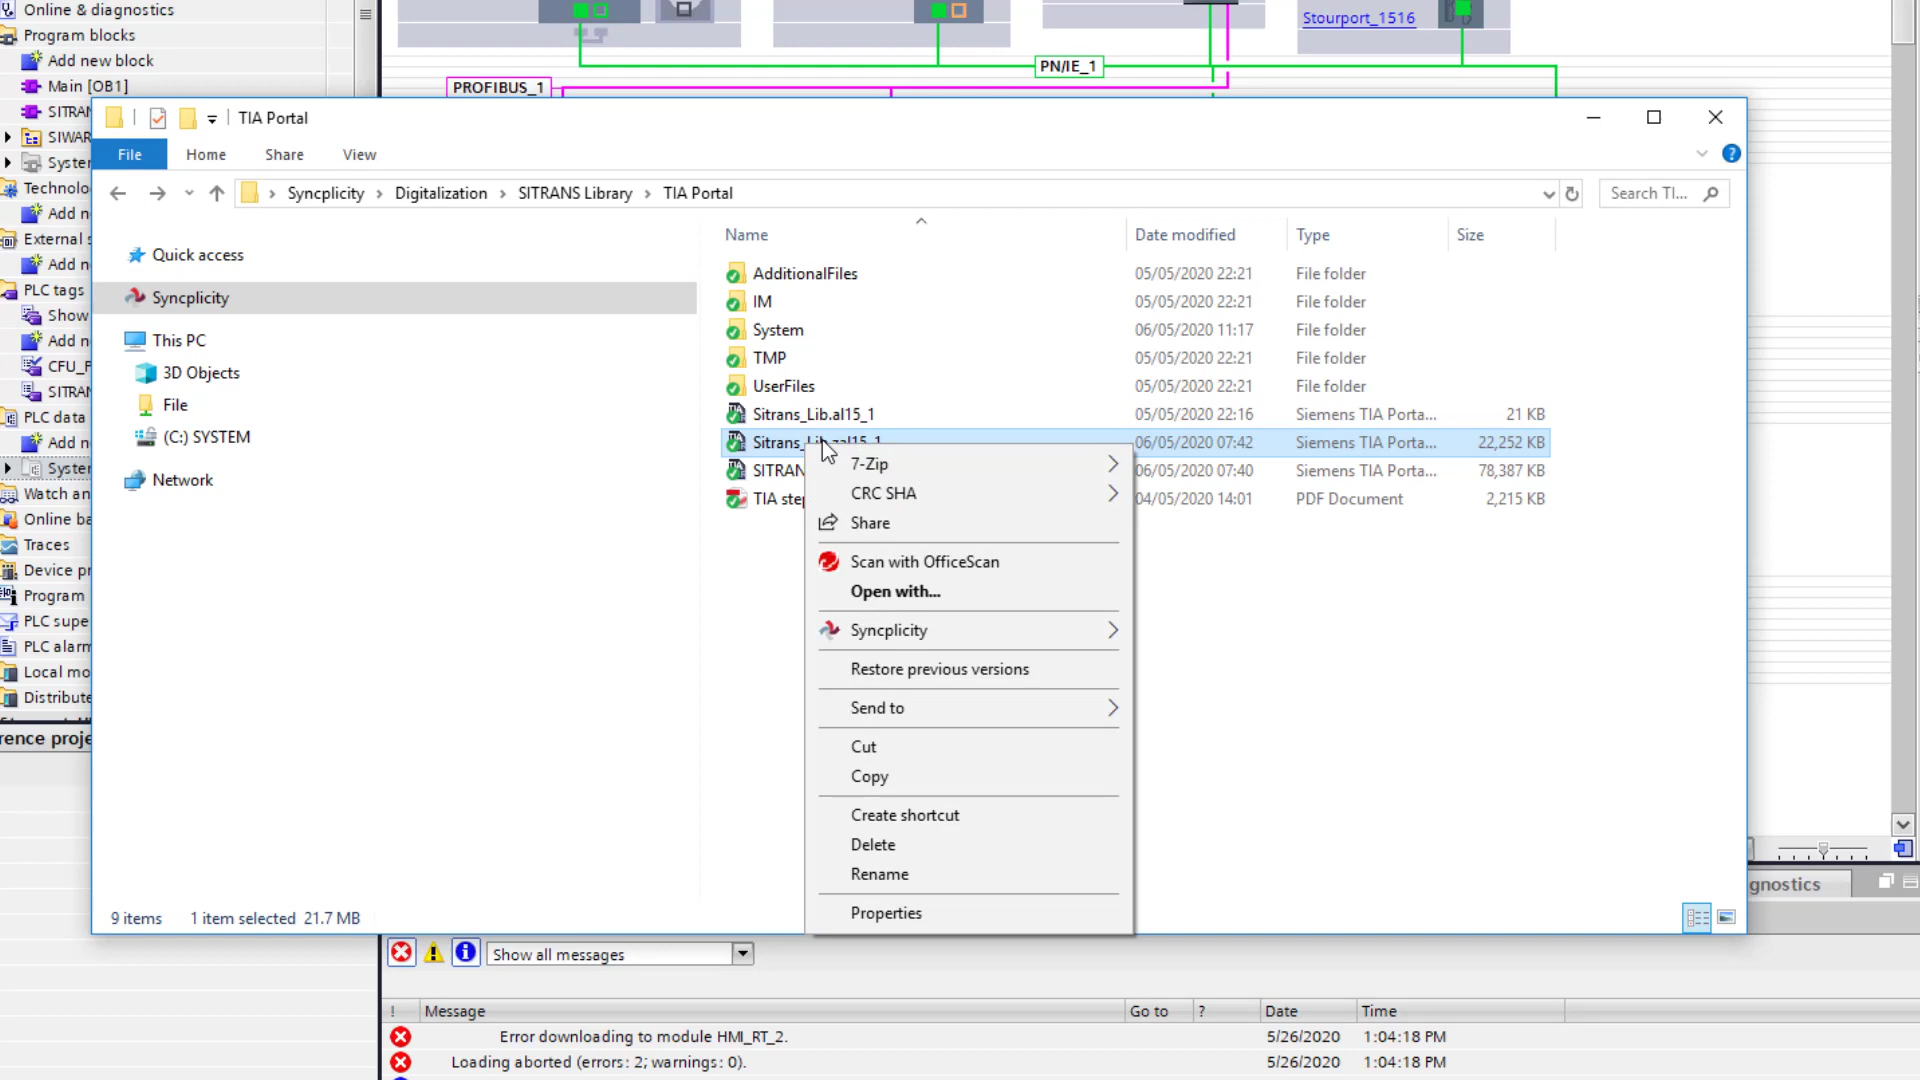 Online & diagnostics
Program blocks
Add new block
Main [OB1]
Stourport_1516
PN/IE_1
PROFIBUS_1
TIA Portal
File
Home
Share
View
Syncplicity
Digitalization
SITRANS Library
TIA Portal
Search TI...
SITRAN
SIWAR
Syster
Technolo
Add n
External s
Add n
PLC tags
Show
Add n
CFU_F
SITRAN
PLC data
Add n
Syster
Watch an
Online ba
Traces
Device pr
Program
PLC supe
PLC alarm
Local mo
Distribute
rence proje
Quick access
Syncplicity
This PC
3D Objects
File
(C:) SYSTEM
Network
Name Date modified Type Size
AdditionalFiles 05/05/2020 22:21 File folder
IM 05/05/2020 22:21 File folder
System 06/05/2020 11:17 File folder
TMP 05/05/2020 22:21 File folder
UserFiles 05/05/2020 22:21 File folder
Sitrans_Lib.al15_1 05/05/2020 22:16 Siemens TIA Porta... 21 KB
Sitrans_Lib.zal15_1 06/05/2020 07:42 Siemens TIA Porta... 22,252 KB
SITRAN 06/05/2020 07:40 Siemens TIA Porta... 78,387 KB
TIA step 04/05/2020 14:01 PDF Document 2,215 KB
7-Zip
CRC SHA
Share
Scan with OfficeScan
Open with...
Syncplicity
Restore previous versions
Send to
Cut
Copy
Create shortcut
Delete
Rename
Properties
9 items 1 item selected 21.7 MB
gnostics
Show all messages
! Message Go to ? Date Time
Error downloading to module HMI_RT_2. 5/26/2020 1:04:18 PM
Loading aborted (errors: 2; warnings: 0). 5/26/2020 1:04:18 PM